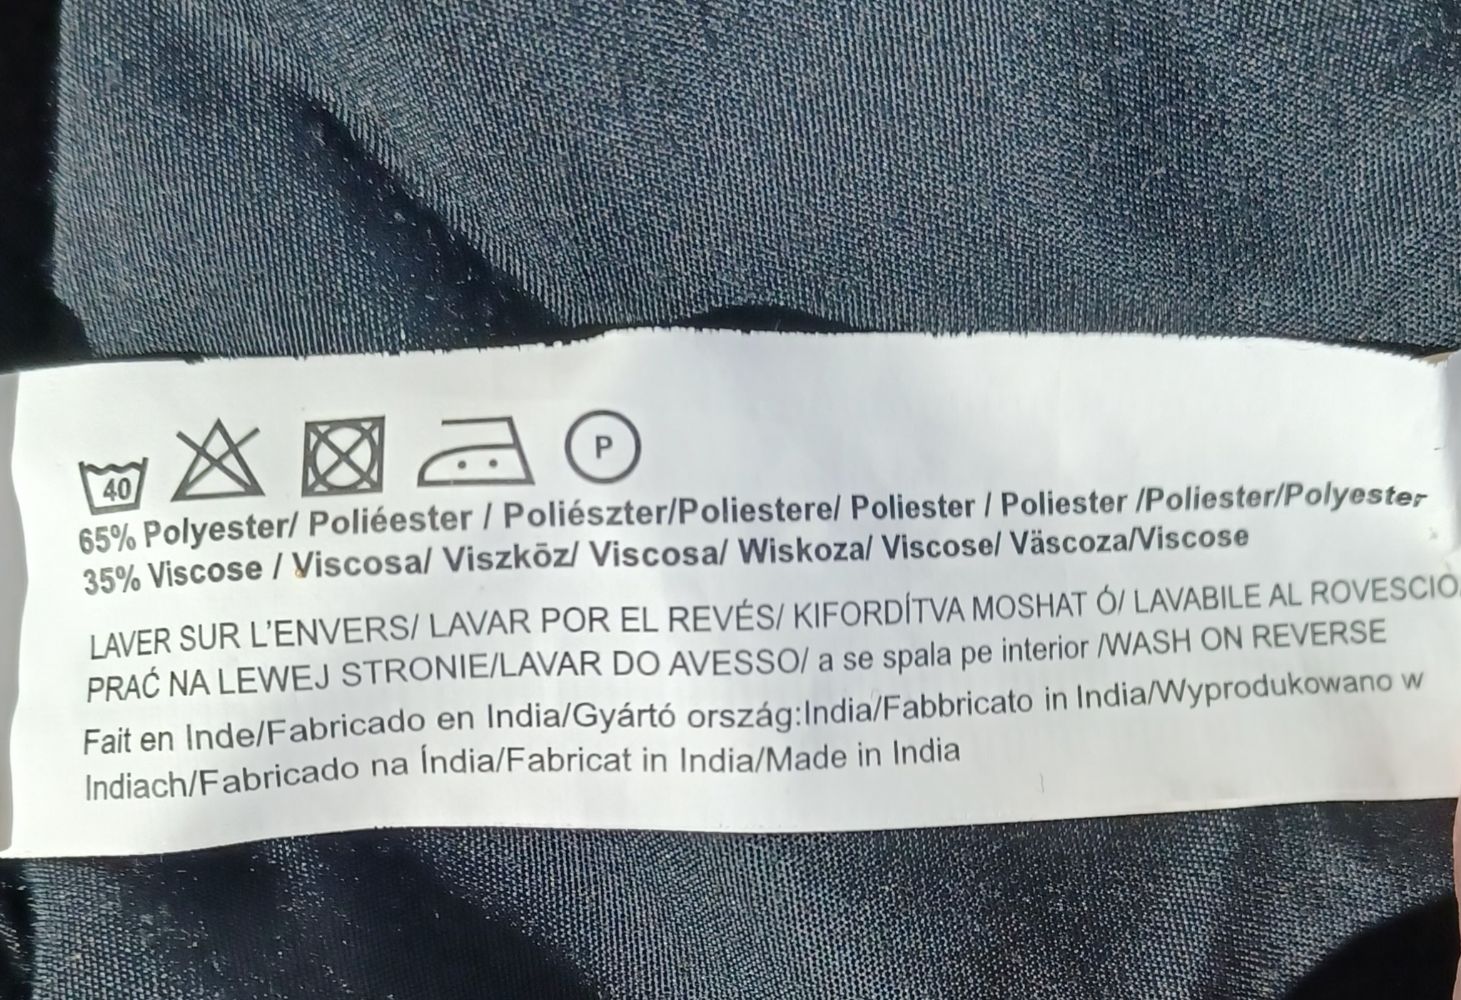 40 P
65% Polyester/ Poliéester / Poliészter/Poliestere/ Poliester / Poliester /Poliester/Polyester
35% Viscose / Viscosa/ Viszkōz/ Viscosa/ Wiskoza/ Viscose/ Väscoza/Viscose
LAVER SUR L'ENVERS/ LAVAR POR EL REVÉS/ KIFORDÍTVA MOSHAT Ó/ LAVABILE AL ROVESCIO
PRAĆ NA LEWEJ STRONIE/LAVAR DO AVESSO/ a se spala pe interior /WASH ON REVERSE
Fait en Inde/Fabricado en India/Gyártó ország:India/Fabbricato in India/Wyprodukowano w
Indiach/Fabricado na Índia/Fabricat in India/Made in India